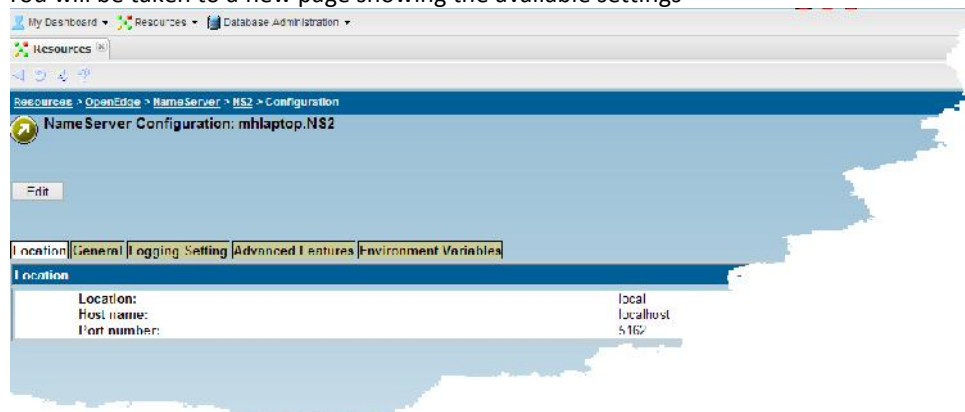 You will be taken to a new page showing the available settings
My Dashboard Resources Database Administration
Resources
Resources > OpenEdge > NameServer > NS2 > Configuration
NameServer Configuration: mhlaptop.NS2
Edit
Location General Logging Setting Advanced Features Environment Variables
Location
Location: local
Host name: localhost
Port number: 5162